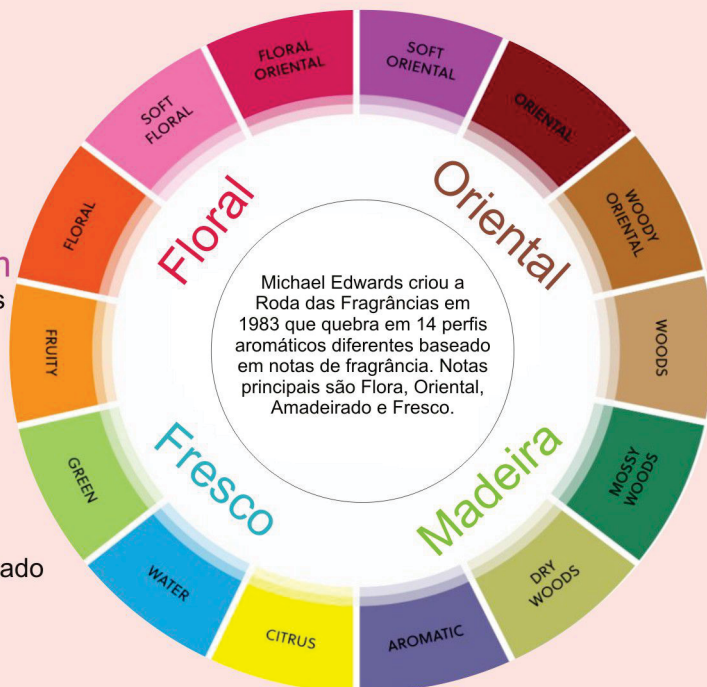 FLORAL
ORIENTAL
SOFT
ORIENTAL
ORIENTAL
WOODY
ORIENTAL
WOODS
MOSSY
WOODS
DRY
WOODS
AROMATIC
CITRUS
WATER
GREEN
FRUITY
FLORAL
SOFT
FLORAL
Floral
Oriental
Madeira
Fresco
Michael Edwards criou a
Roda das Fragrâncias em
1983 que quebra em 14 perfis
aromáticos diferentes baseado
em notas de fragrância. Notas
principais são Flora, Oriental,
Amadeirado e Fresco.
ado